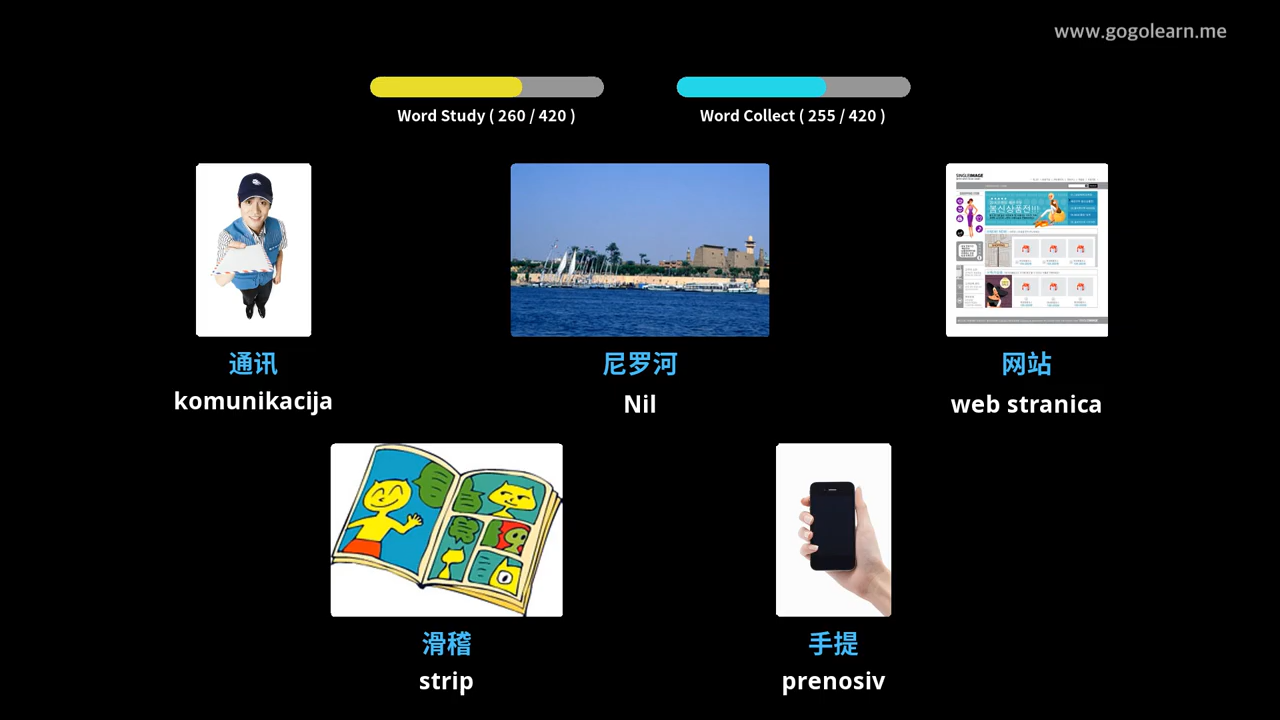 www.gogolearn.me
Word Study ( 260 / 420 )
Word Collect ( 255 / 420 )
通讯
komunikacija
尼罗河
Nil
网站
web stranica
滑稽
strip
手提
prenosiv